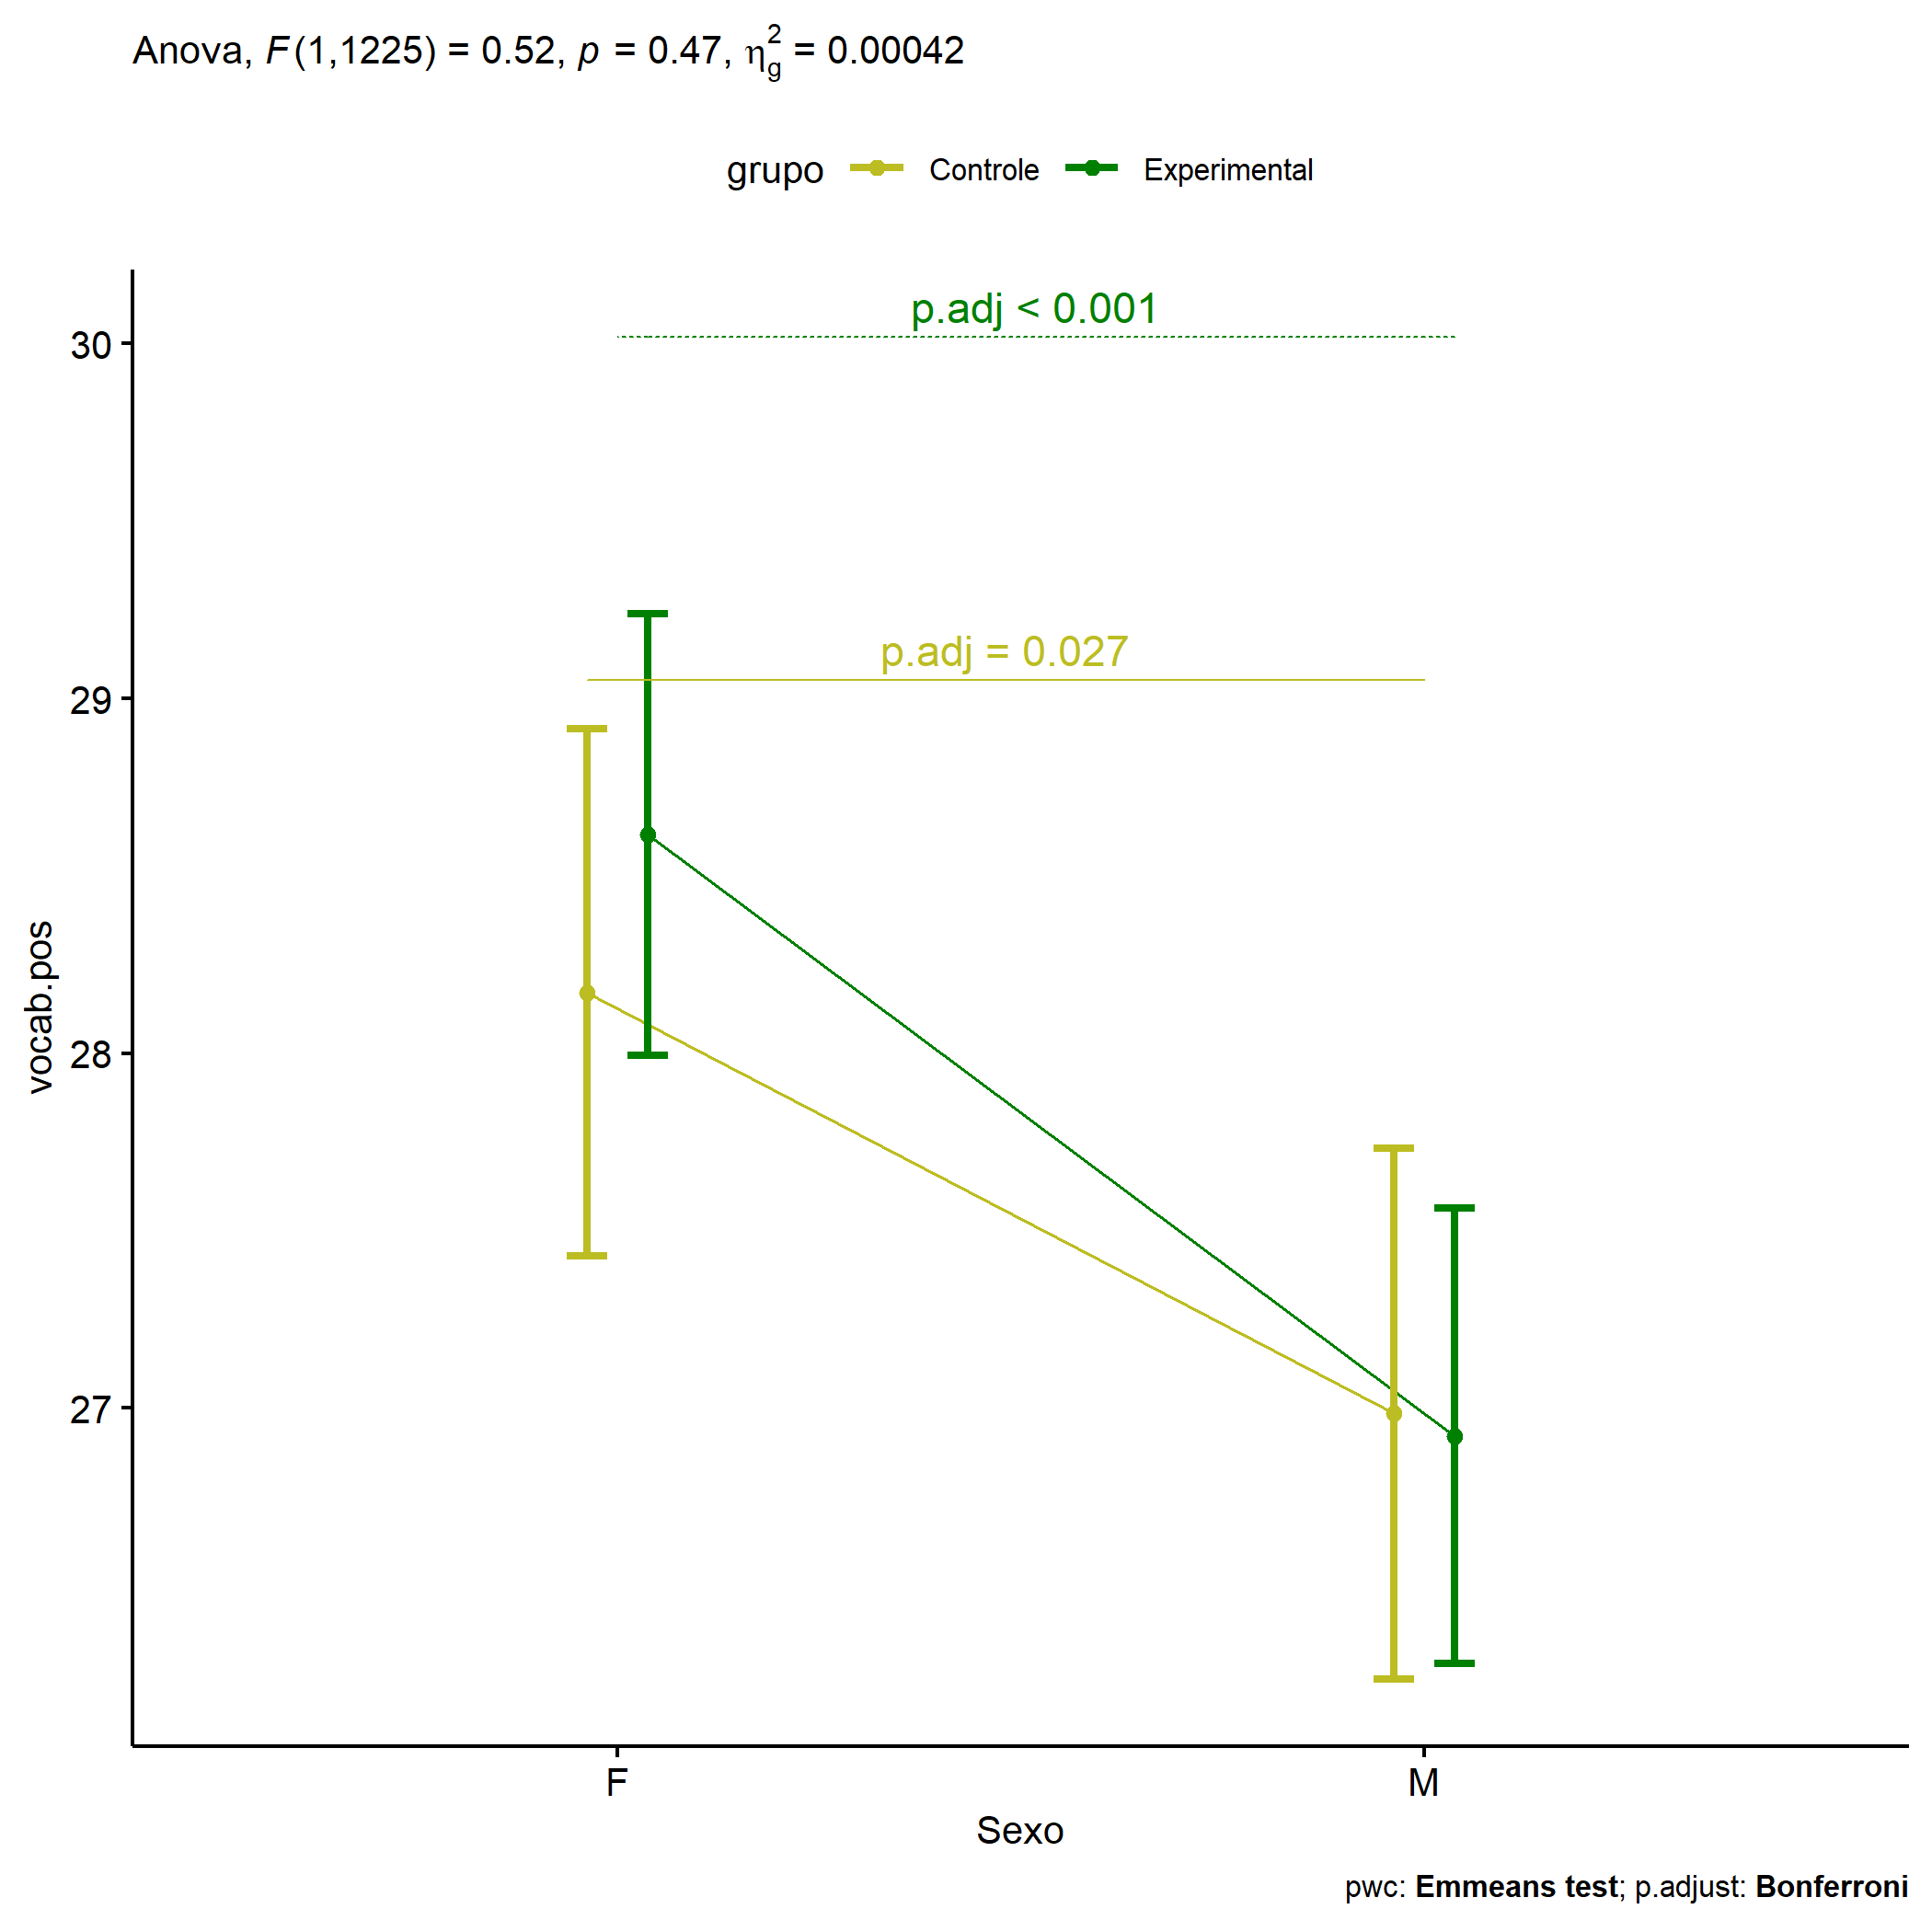 Anova, F(1,1225) = 0.52, p = 0.47, η²g = 0.00042
grupo Controle Experimental
p.adj < 0.001
30
p.adj = 0.027
29
28
27
vocab.pos
F M
Sexo
pwc: Emmeans test; p.adjust: Bonferroni